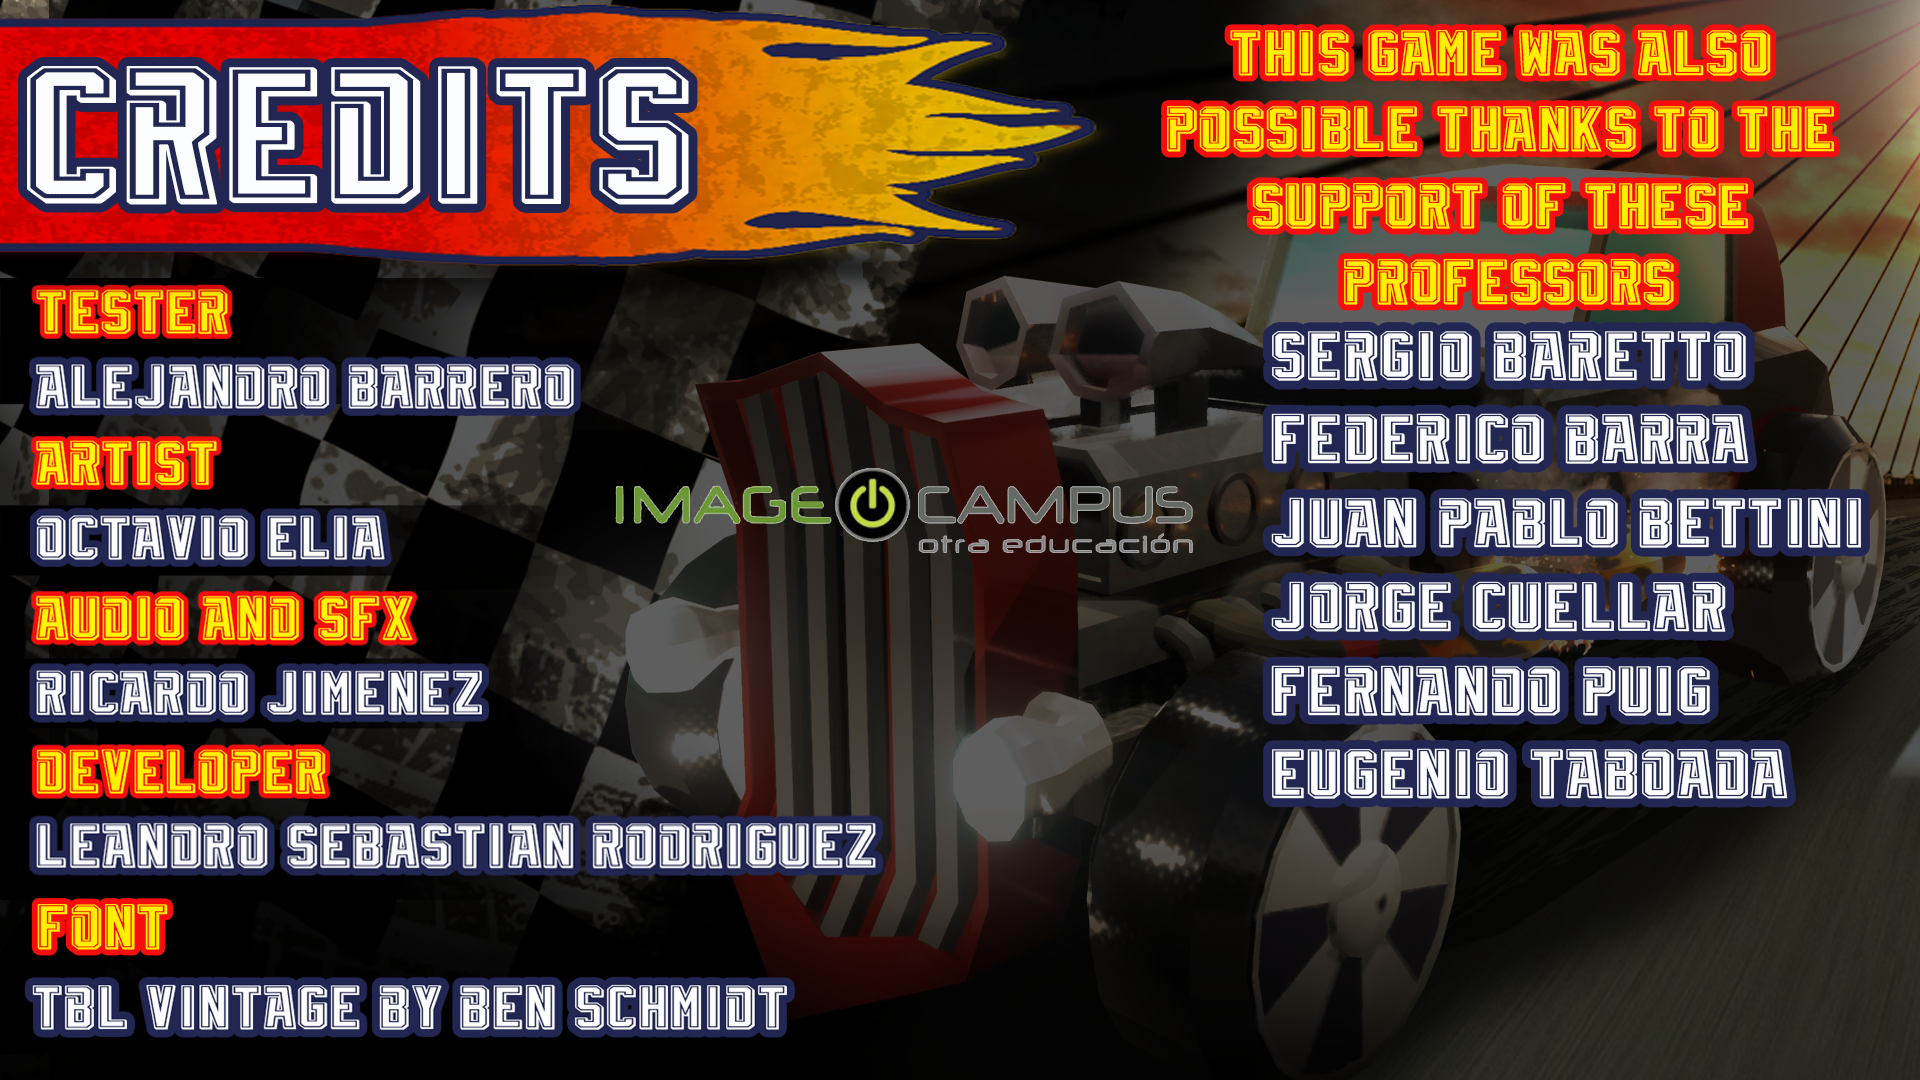 CREDITS
TESTER
ALEJANDRO BARRERO
ARTIST
OCTAVIO ELIA
AUDIO AND SFX
RICARDO JIMENEZ
DEVELOPER
LEANDRO SEBASTIAN RODRIGUEZ
FONT
TBL VINTAGE BY BEN SCHMIDT
IMAGE CAMPUS
otra educación
THIS GAME WAS ALSO
POSSIBLE THANKS TO THE
SUPPORT OF THESE
PROFESSORS
SERGIO BARETTO
FEDERICO BARRA
JUAN PABLO BETTINI
JORGE CUELLAR
FERNANDO PUIG
EUGENIO TABOADA